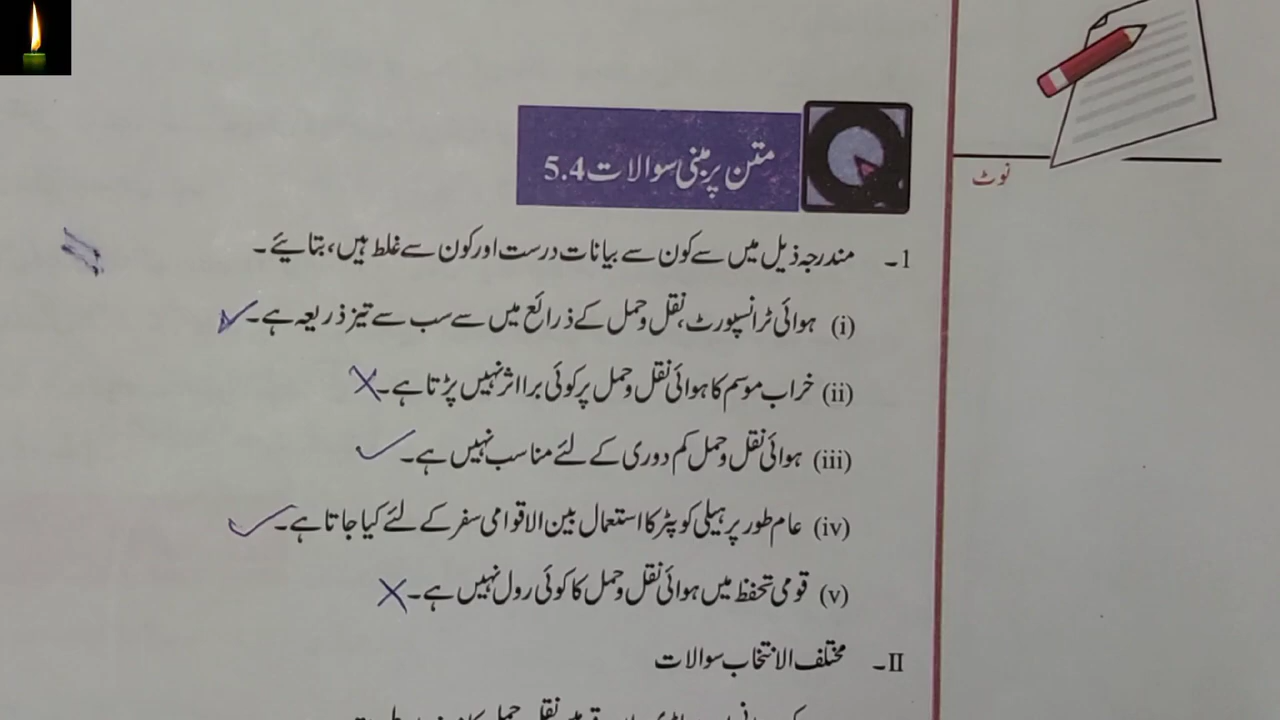 نوٹ
متن پر مبنی سوالات 5.4
1۔ مندرجہ ذیل میں سے کون سے بیانات درست اور کون سے غلط ہیں، بتائیے۔
(i) ہوائی ٹرانسپورٹ، نقل و حمل کے ذرائع میں سے سب سے تیز ذریعہ ہے۔
(ii) خراب موسم کا ہوائی نقل و حمل پر کوئی برا اثر نہیں پڑتا ہے۔
(iii) ہوائی نقل و حمل کم دوری کے لئے مناسب نہیں ہے۔
(iv) عام طور پر ہیلی کوپٹر کا استعمال بین الاقوامی سفر کے لئے کیا جاتا ہے۔
(v) قومی تحفظ میں ہوائی نقل و حمل کا کوئی رول نہیں ہے۔
II۔ مختلف الانتخاب سوالات